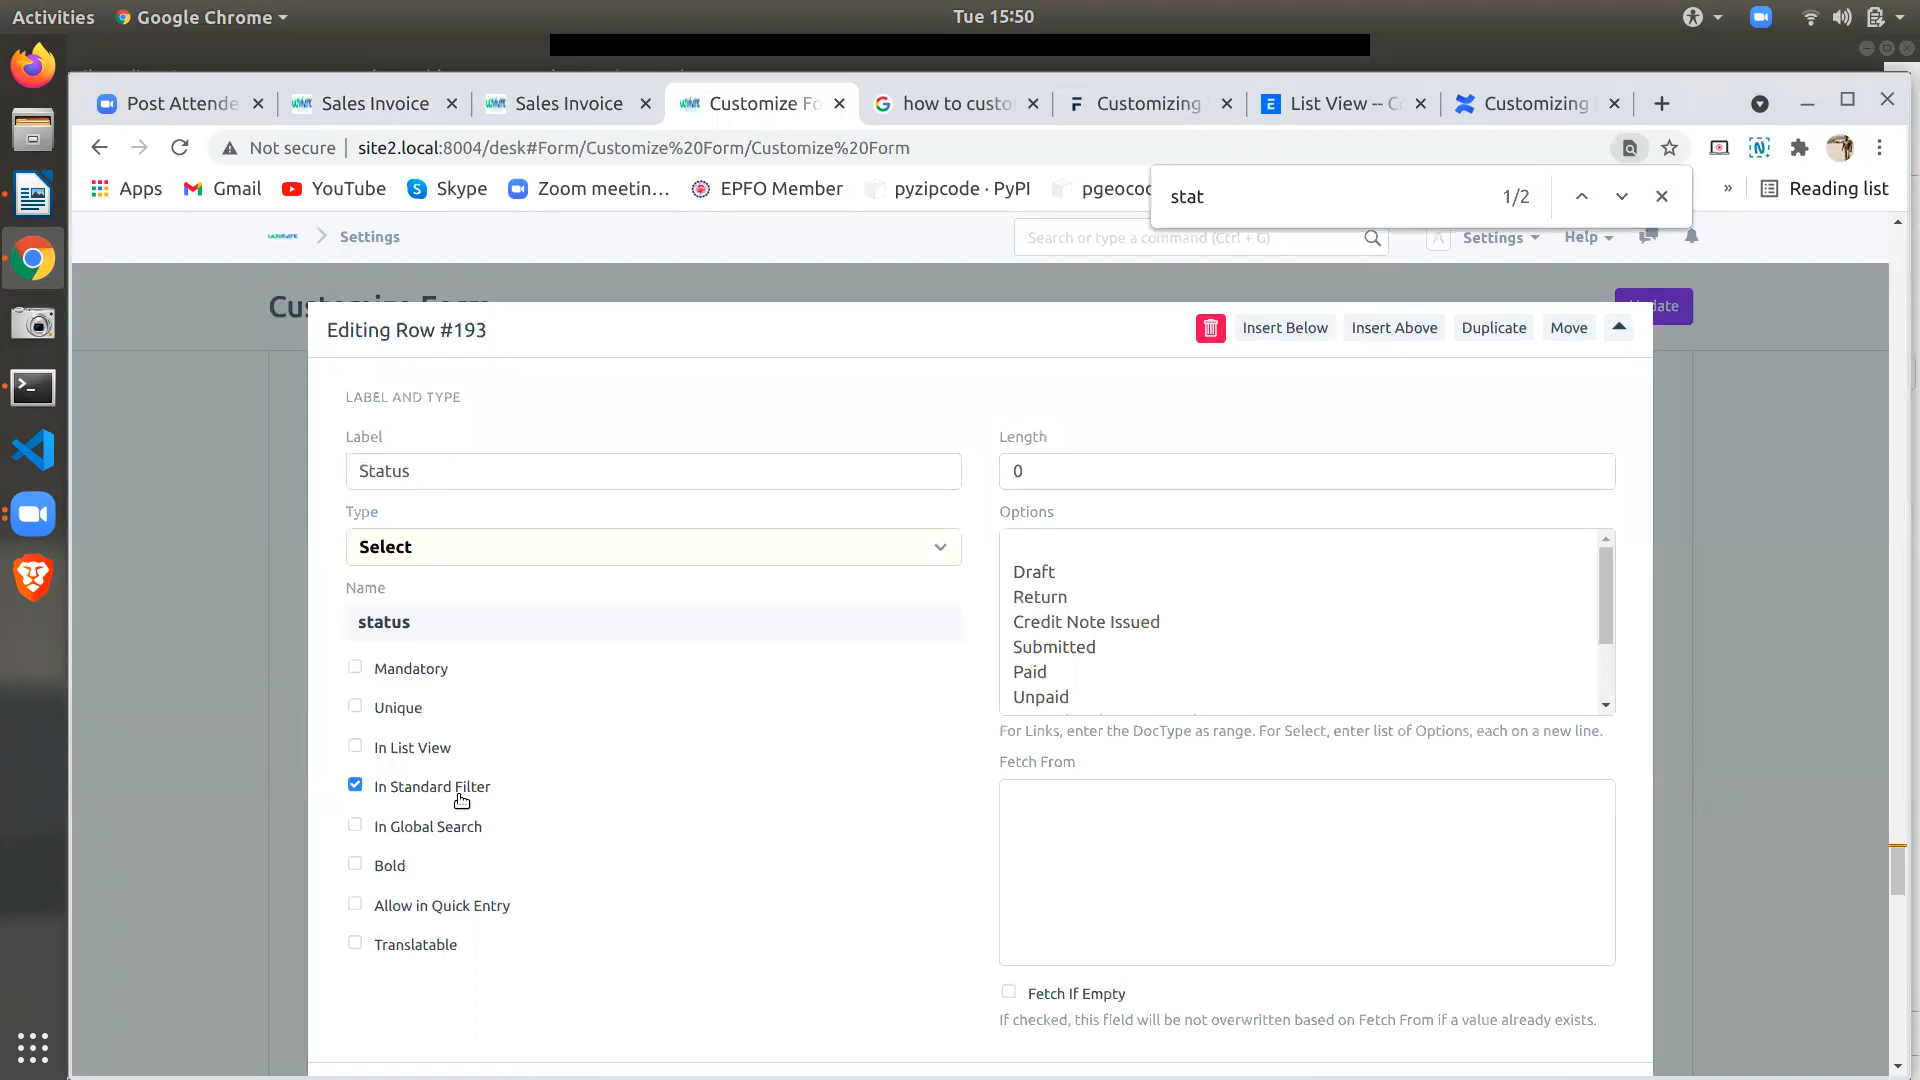 Activities
Google Chrome
Tue 15:50
Post Attende
Sales Invoice
Sales Invoice
Customize Fo
how to custo
Customizing
List View -- C
Customizing
Not secure
site2.local:8004/desk#Form/Customize%20Form/Customize%20Form
Apps
Gmail
YouTube
Skype
Zoom meetin...
EPFO Member
pyzipcode · PyPI
pgeococ
»
Reading list
stat
1/2
Settings
Search or type a command (Ctrl + G)
A
Settings
Help
Editing Row #193
Insert Below
Insert Above
Duplicate
Move
LABEL AND TYPE
Label
Status
Type
Select
Name
status
Mandatory
Unique
In List View
In Standard Filter
In Global Search
Bold
Allow in Quick Entry
Translatable
Length
0
Options
Draft
Return
Credit Note Issued
Submitted
Paid
Unpaid
For Links, enter the DocType as range. For Select, enter list of Options, each on a new line.
Fetch From
Fetch If Empty
If checked, this field will be not overwritten based on Fetch From if a value already exists.